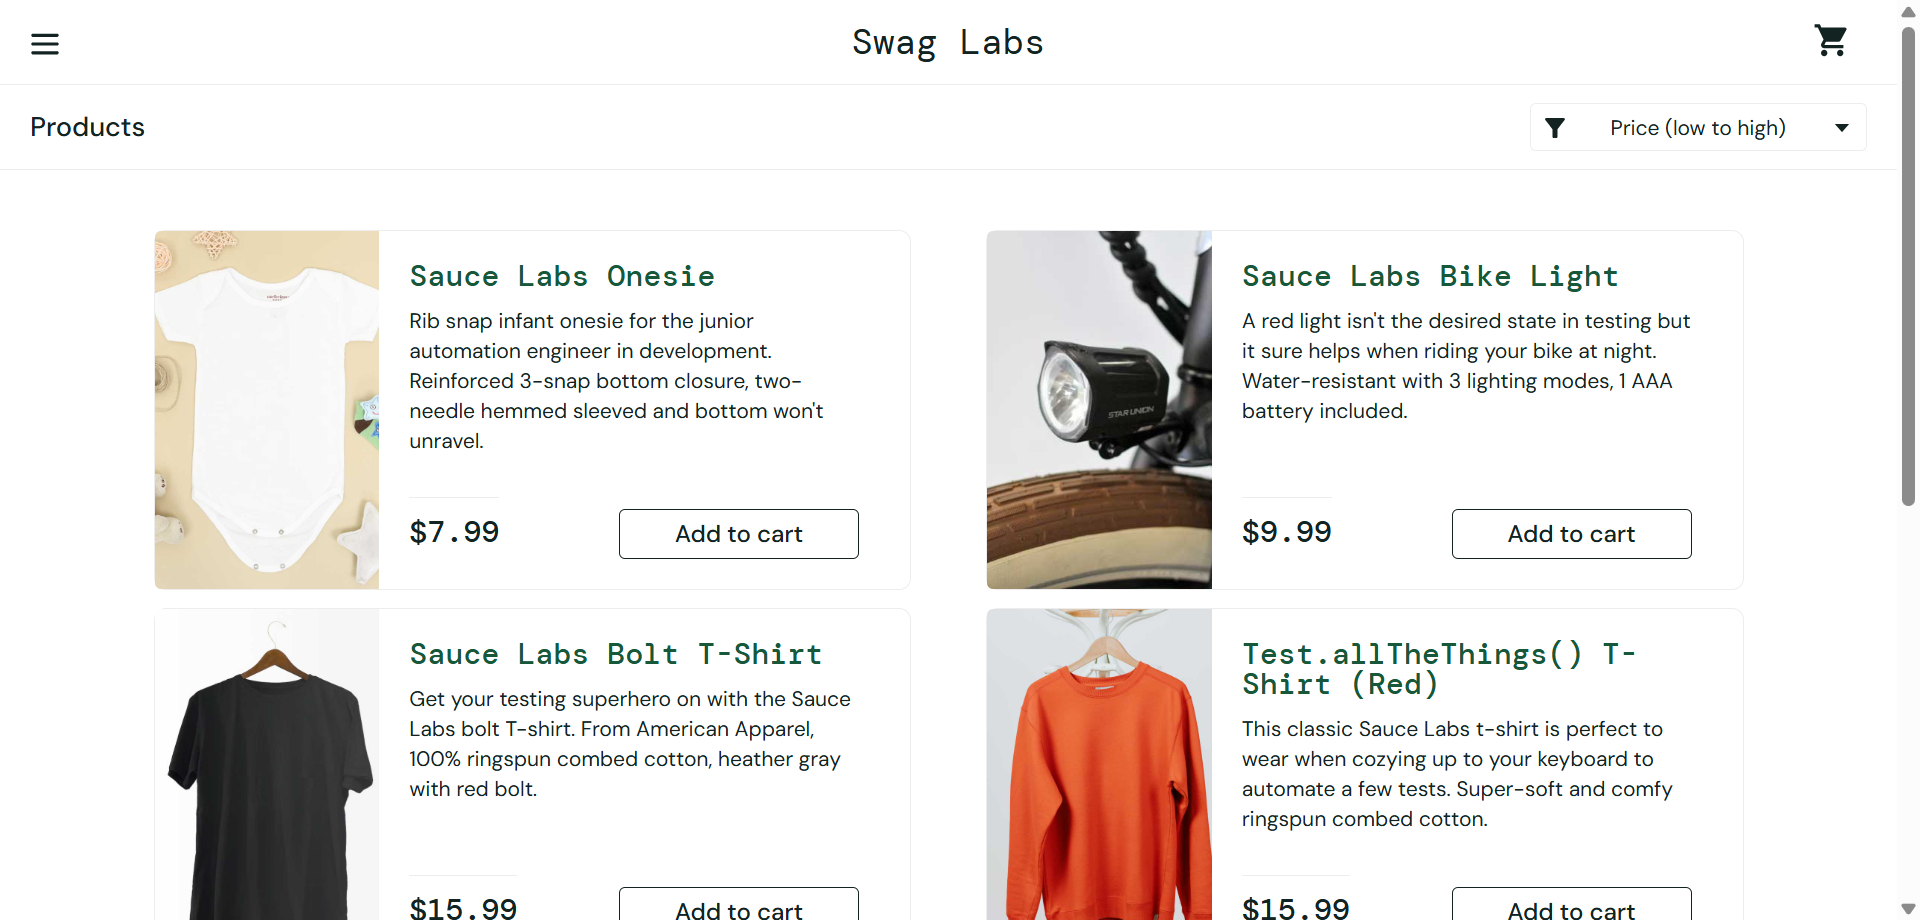 Swag Labs
Products
Price (low to high)
Sauce Labs Onesie
Rib snap infant onesie for the junior
automation engineer in development.
Reinforced 3-snap bottom closure, two-
needle hemmed sleeved and bottom won't
unravel.
$7.99
Add to cart
Sauce Labs Bike Light
A red light isn't the desired state in testing but
it sure helps when riding your bike at night.
Water-resistant with 3 lighting modes, 1 AAA
battery included.
STAR UNION
$9.99
Add to cart
Sauce Labs Bolt T-Shirt
Get your testing superhero on with the Sauce
Labs bolt T-shirt. From American Apparel,
100% ringspun combed cotton, heather gray
with red bolt.
$15.99
Add to cart
Test.allTheThings() T-
Shirt (Red)
This classic Sauce Labs t-shirt is perfect to
wear when cozying up to your keyboard to
automate a few tests. Super-soft and comfy
ringspun combed cotton.
$15.99
Add to cart